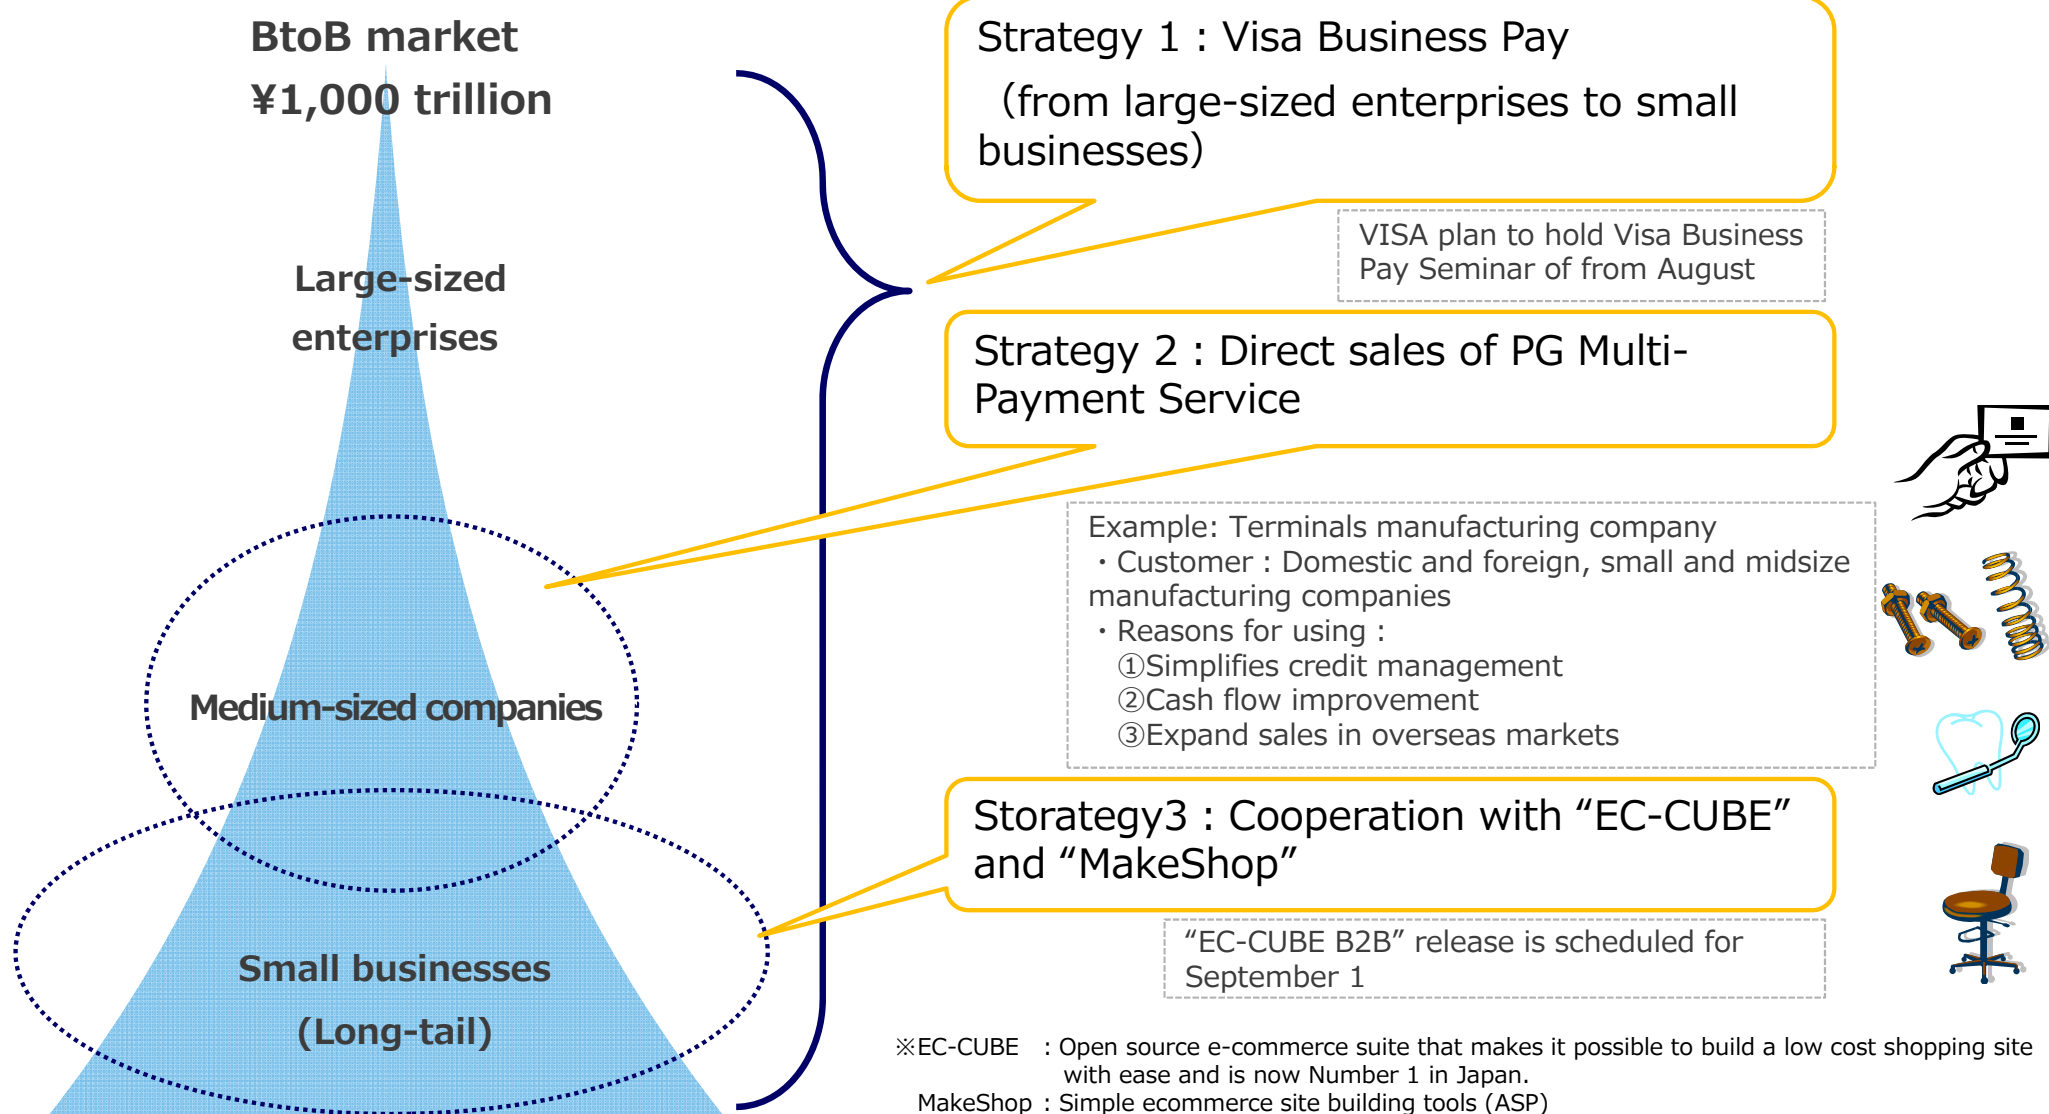 BtoB market
¥1,000 trillion
Large-sized
enterprises
Medium-sized companies
Small businesses
(Long-tail)
Strategy 1 : Visa Business Pay
（from large-sized enterprises to small
businesses）
VISA plan to hold Visa Business
Pay Seminar of from August
Strategy 2 : Direct sales of PG Multi-
Payment Service
Example: Terminals manufacturing company
・Customer : Domestic and foreign, small and midsize
manufacturing companies
・Reasons for using :
①Simplifies credit management
②Cash flow improvement
③Expand sales in overseas markets
Storategy3 : Cooperation with “EC-CUBE”
and “MakeShop”
“EC-CUBE B2B” release is scheduled for
September 1
※EC-CUBE : Open source e-commerce suite that makes it possible to build a low cost shopping site
with ease and is now Number 1 in Japan.
MakeShop : Simple ecommerce site building tools (ASP)